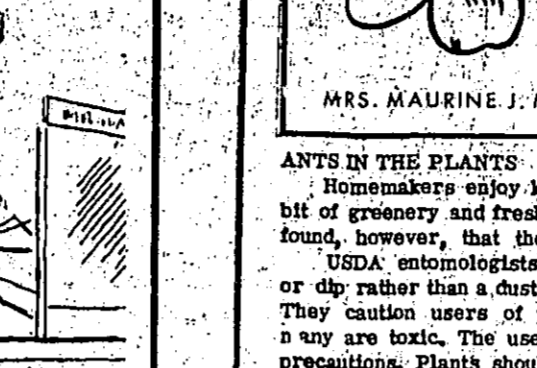 MRS. MAURINE J.
ANTS IN THE PLANTS
Homemakers enjoy
bit of greenery and fresh
found, however, that the
USDA entomologists
or dip rather than a dust
They caution users of
n any are toxic. The use
precautions. Plants shou